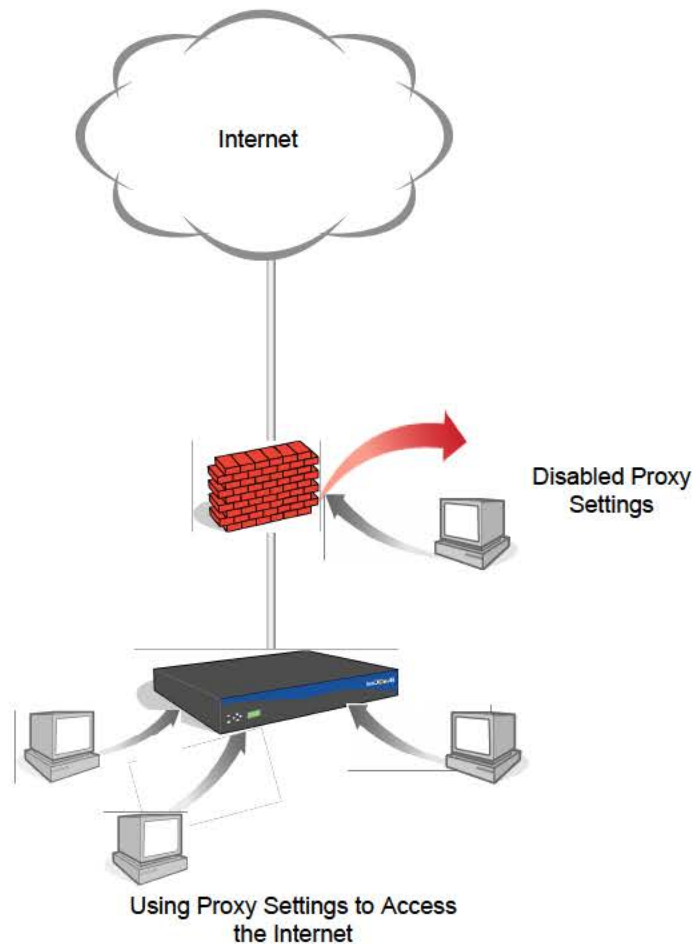 Internet
Disabled Proxy
Settings
Using Proxy Settings to Access
the Internet